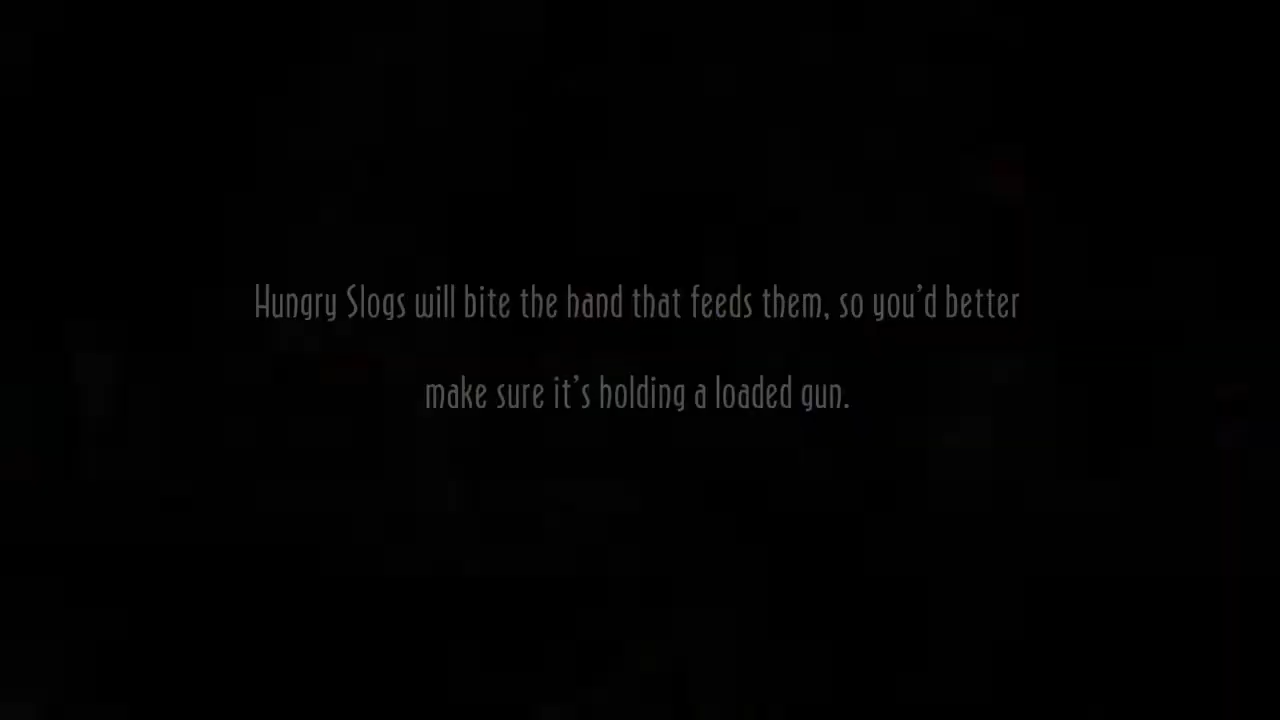 Hungry Slogs will bite the hand that feeds them, so you’d better
make sure it’s holding a loaded gun.